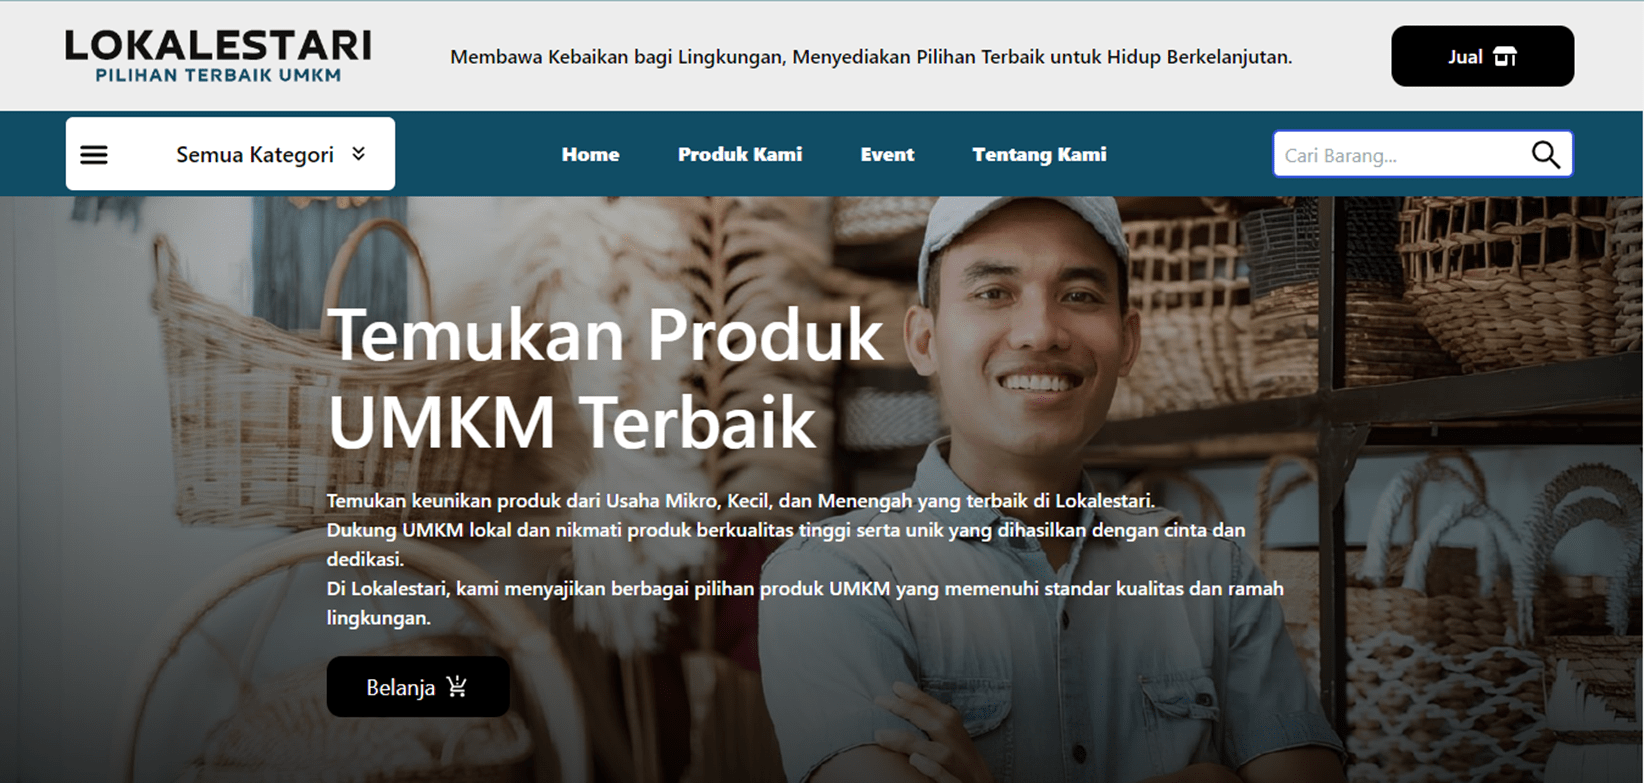 LOKALESTARI
PILIHAN TERBAIK UMKM
Membawa Kebaikan bagi Lingkungan, Menyediakan Pilihan Terbaik untuk Hidup Berkelanjutan.
Jual
Semua Kategori
Home
Produk Kami
Event
Tentang Kami
Cari Barang...
Temukan Produk
UMKM Terbaik
Temukan keunikan produk dari Usaha Mikro, Kecil, dan Menengah yang terbaik di Lokalestari.
Dukung UMKM lokal dan nikmati produk berkualitas tinggi serta unik yang dihasilkan dengan cinta dan
dedikasi.
Di Lokalestari, kami menyajikan berbagai pilihan produk UMKM yang memenuhi standar kualitas dan ramah
lingkungan.
Belanja